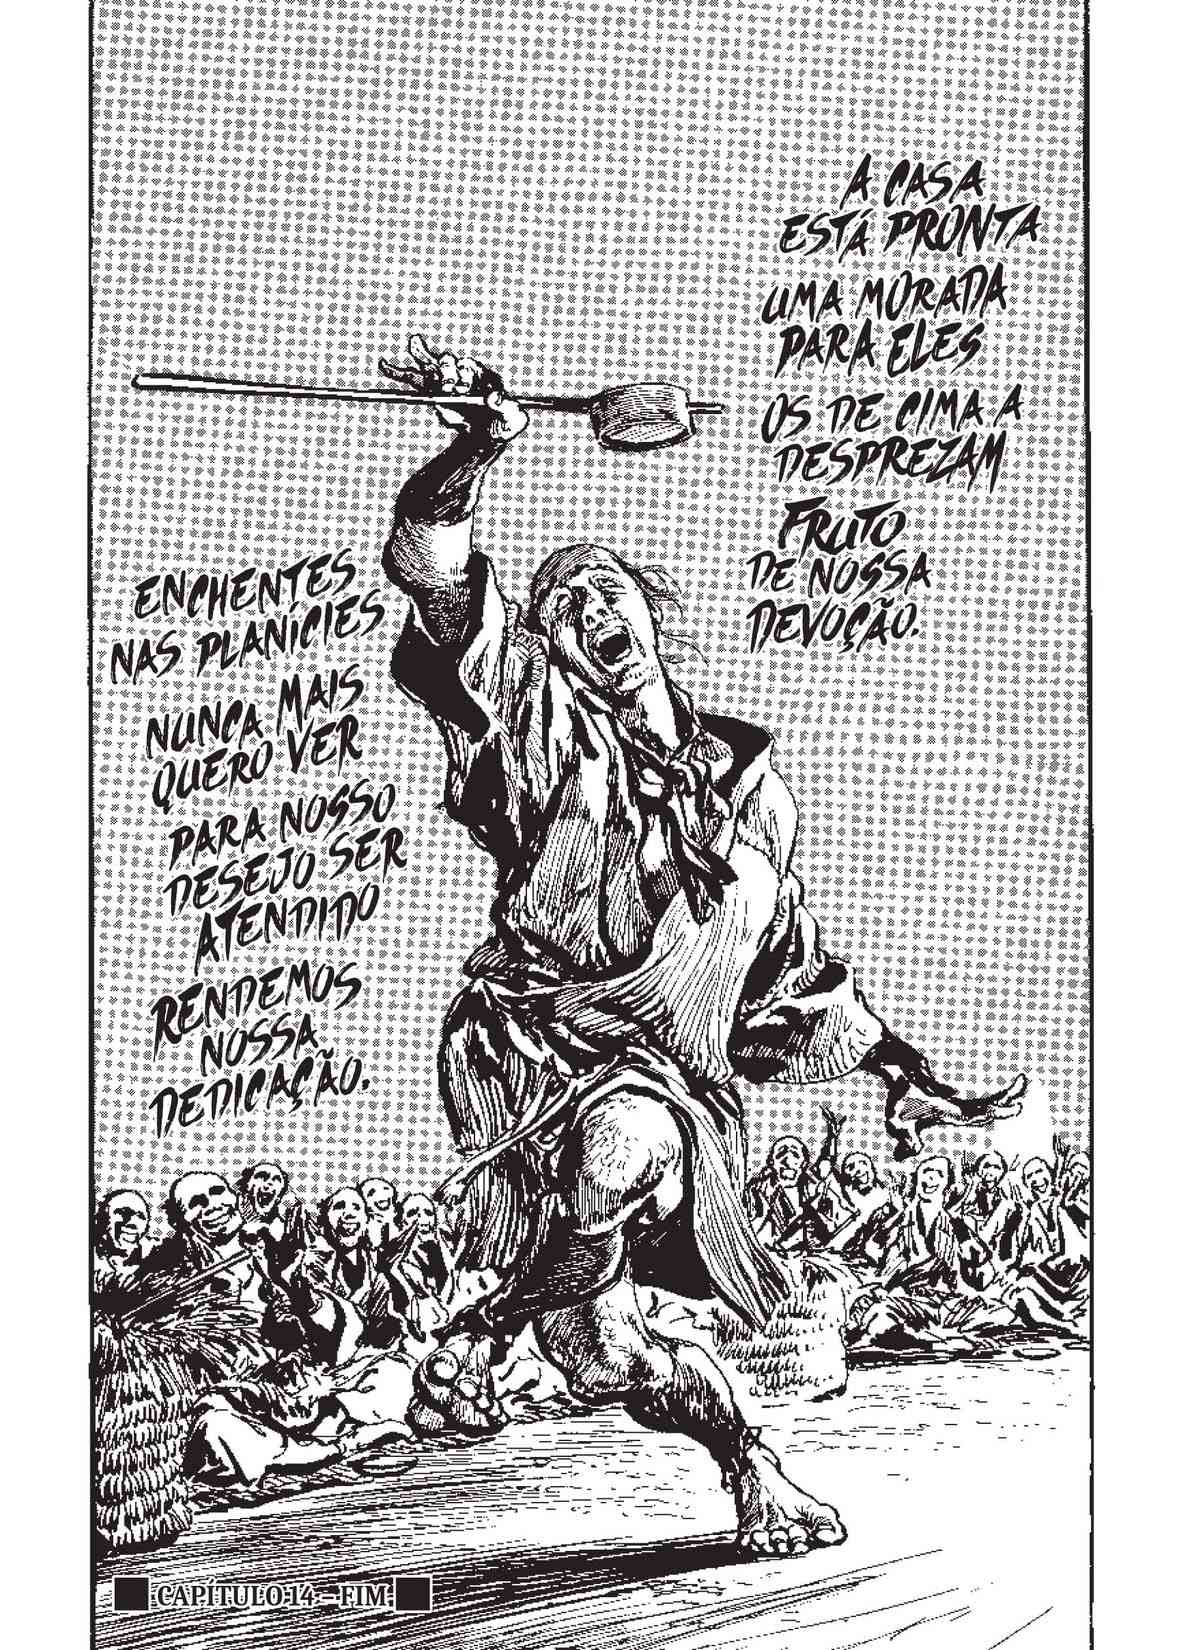 A CASA
ESTÁ PRONTA
UMA MORADA
PARA ELES
OS DE CIMA A
DESPREZAM
FRUTO
DE NOSSA
DEVOÇÃO.
ENCHENTES
NAS PLANÍCIES
NUNCA MAIS
QUERO VER
PARA NOSSO
DESEJO SER
ATENDIDO
RENDEMOS
NOSSA
DEDICAÇÃO.
CAPÍTULO 14 – FIM